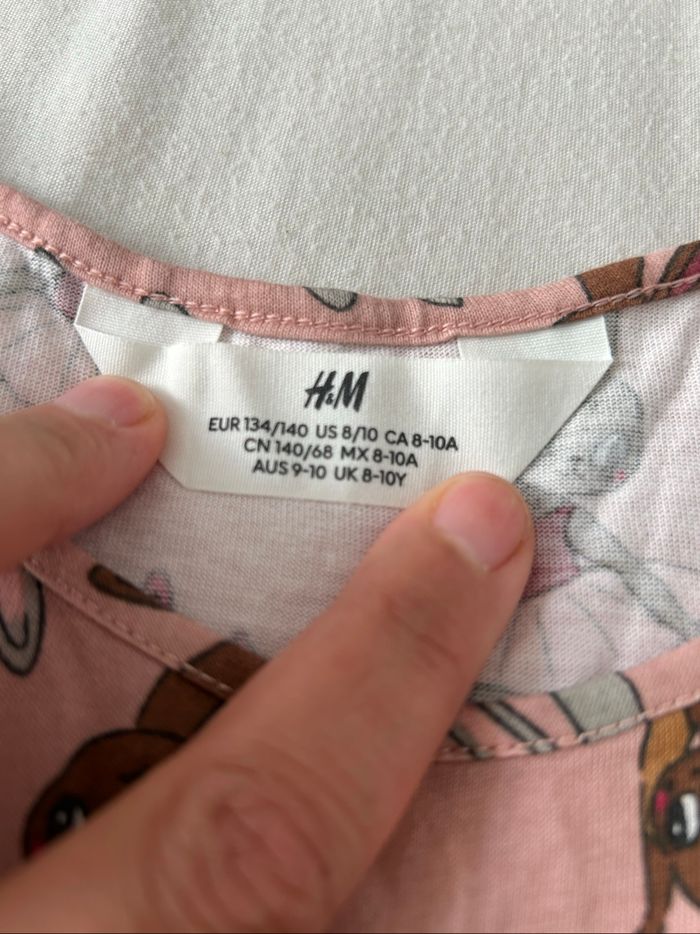 H&M
EUR 134/140 US 8/10 CA 8-10A
CN 140/68 MX 8-10A
AUS 9-10 UK 8-10Y